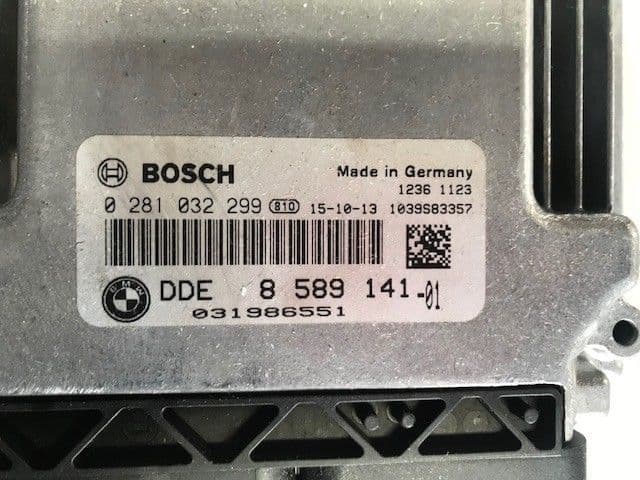 BOSCH
Made in Germany
1236 1123
0 281 032 299 810 15-10-13 1039S83357
BMW DDE 8 589 141-01
031986551